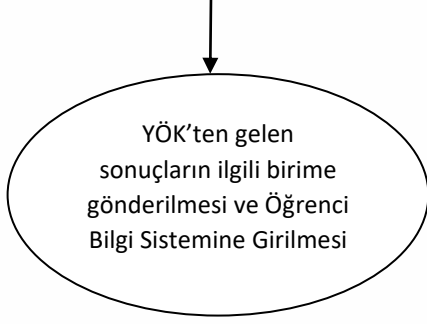 YÖK’ten gelen
sonuçların ilgili birime
gönderilmesi ve Öğrenci
Bilgi Sistemine Girilmesi